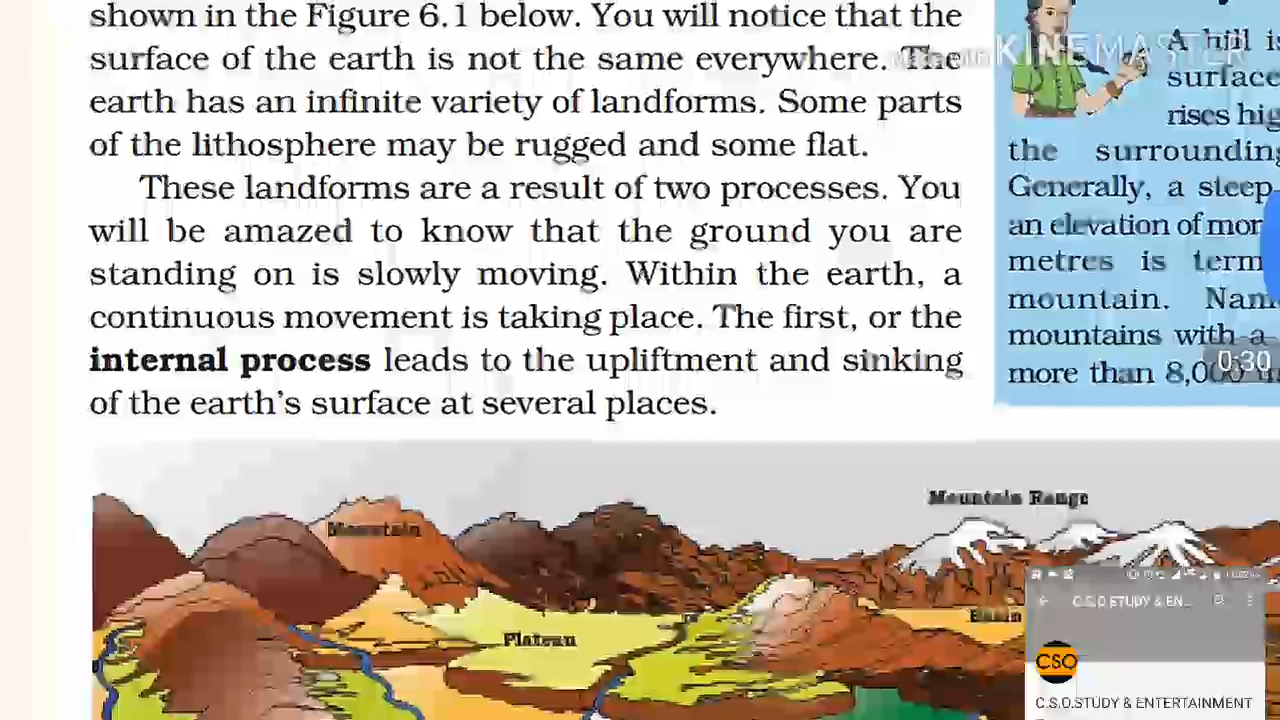 shown in the Figure 6.1 below. You will notice that the
surface of the earth is not the same everywhere. The
earth has an infinite variety of landforms. Some parts
of the lithosphere may be rugged and some flat.
These landforms are a result of two processes. You
will be amazed to know that the ground you are
standing on is slowly moving. Within the earth, a
continuous movement is taking place. The first, or the
internal process leads to the upliftment and sinking
of the earth's surface at several places.
KINEMASTER
A hill is
surface
rises hig
the surrounding
Generally, a steep
an elevation of mor
metres is term
mountain. Nam
mountains with a
more than 8,000 m
0:30
Mountain
Mountain Range
Plateau
C.S.O.STUDY & EN...
CSO
C.S.O.STUDY & ENTERTAINMENT